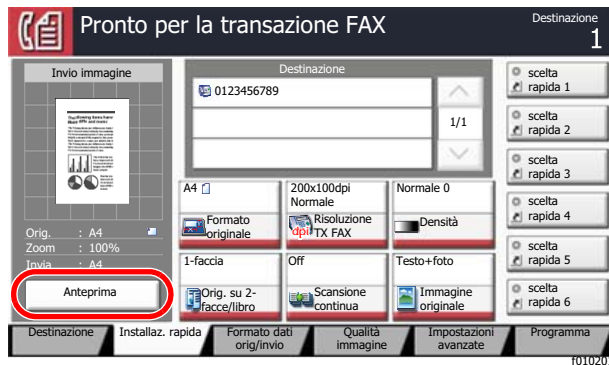 Pronto per la transazione FAX
Destinazione
1
Invio immagine
Orig. : A4
Zoom : 100%
Invia : A4
Anteprima
Destinazione
0123456789
1/1
A4
Formato
originale
200x100dpi
Normale
dpi
Risoluzione
TX FAX
Normale 0
Densità
1-faccia
Orig. su 2-
facce/libro
Off
Scansione
continua
Testo+foto
Immagine
originale
scelta
rapida 1
scelta
rapida 2
scelta
rapida 3
scelta
rapida 4
scelta
rapida 5
scelta
rapida 6
Destinazione
Installaz. rapida
Formato dati
orig/invio
Qualità
immagine
Impostazioni
avanzate
Programma